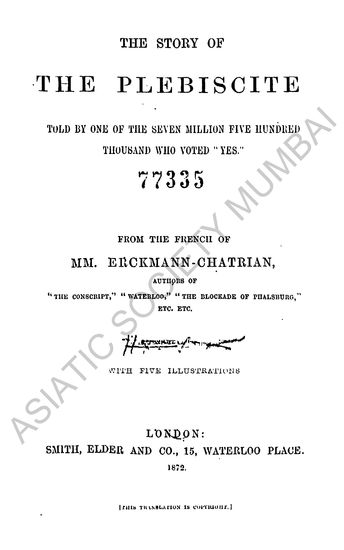 THE STORY OF
THE PLEBISCITE
TOLD BY ONE OF THE SEVEN MILLION FIVE HUNDRED
THOUSAND WHO VOTED "YES."
77335
FROM THE FRENCH OF
MM. ERCKMANN-CHATRIAN,
AUTHORS OF
"THE CONSCRIPT," "WATERLOO," "THE BLOCKADE OF PHALSBURG,"
ETC. ETC.
WITH FIVE ILLUSTRATIONS
LONDON:
SMITH, ELDER AND CO., 15, WATERLOO PLACE.
1872.
[THIS TRANSLATION IS COPYRIGHT.]
ASIATIC SOCIETY MUMBAI